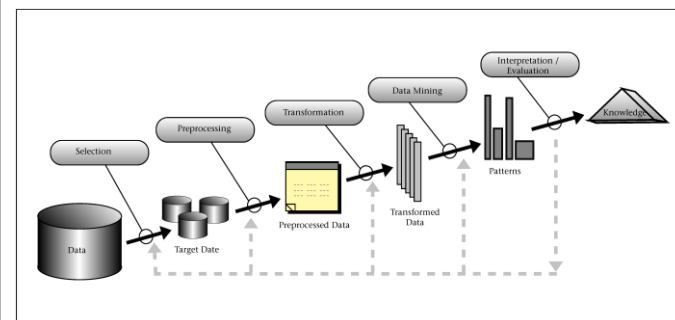 Interpretation /
Evaluation
Data Mining
Transformation
Preprocessing
Selection
Knowledge
Patterns
Transformed
Data
Preprocessed Data
Target Date
Data